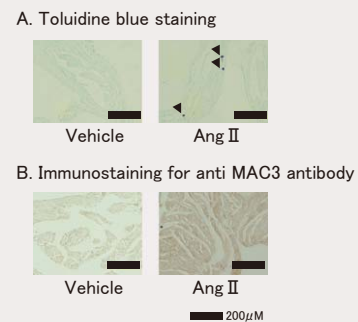 A. Toluidine blue staining
Vehicle
Ang Ⅱ
B. Immunostaining for anti MAC3 antibody
Vehicle
Ang Ⅱ
200μM